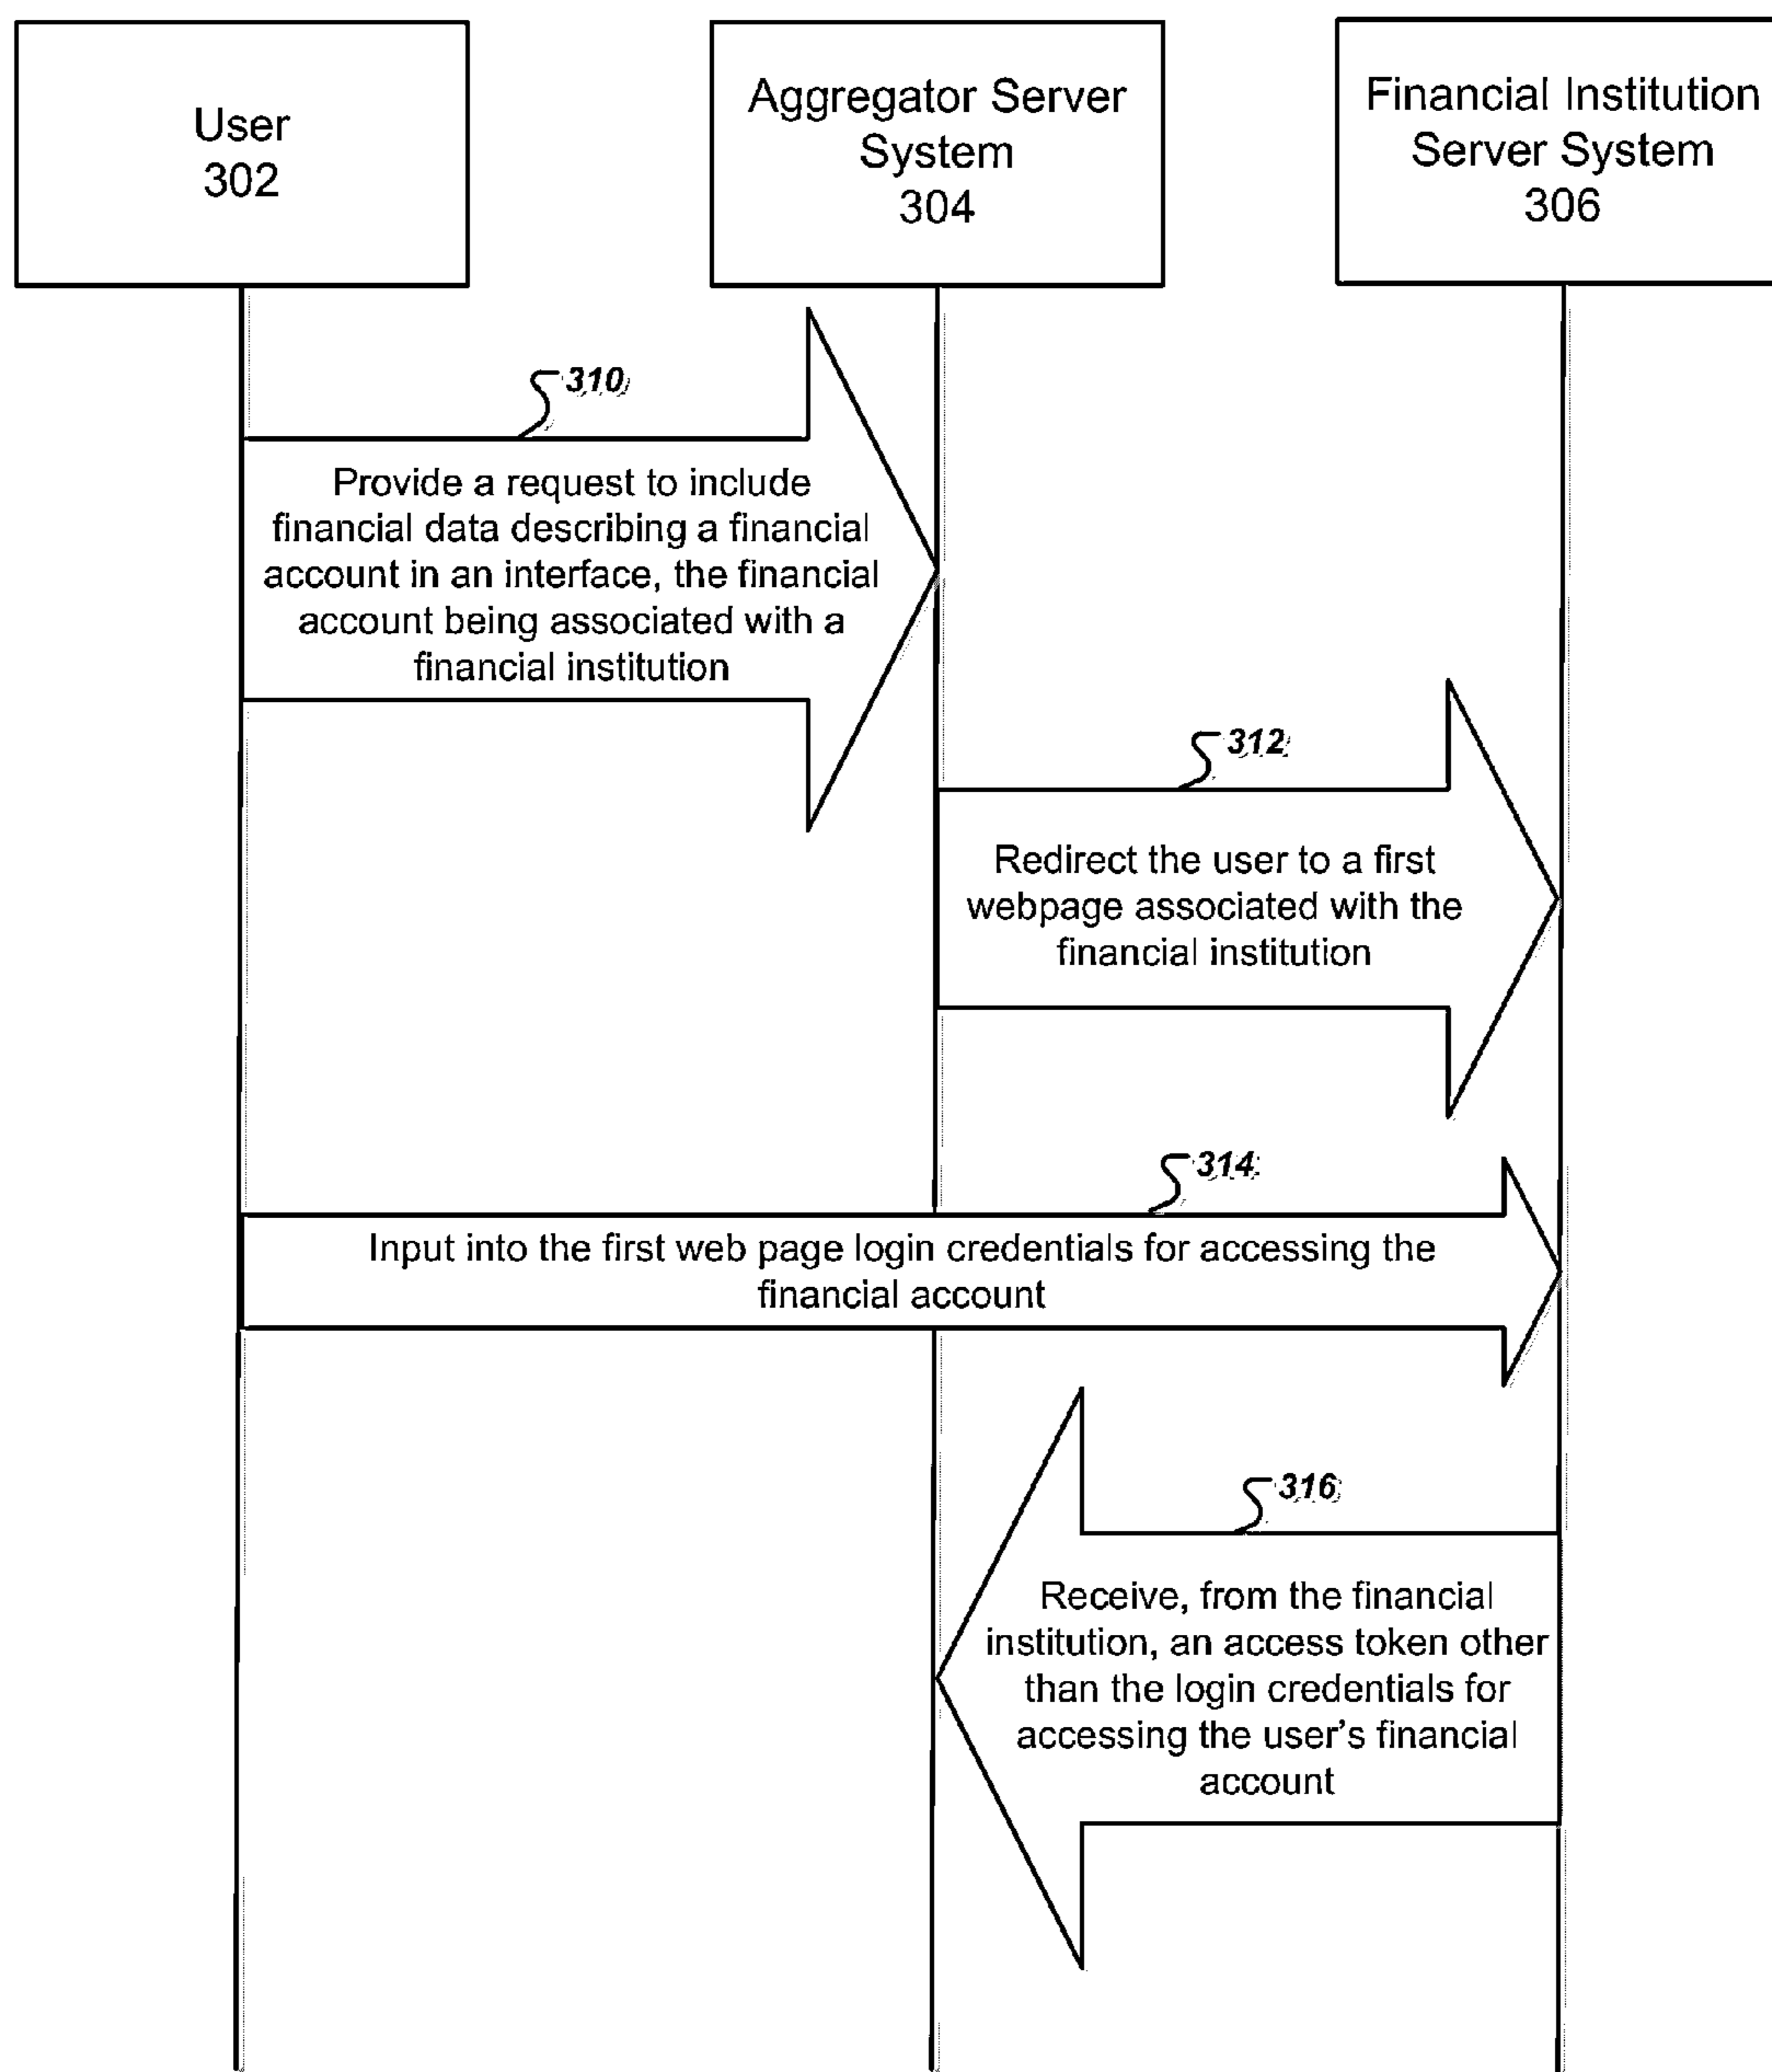 User
302
Aggregator Server
System
304
Financial Institution
Server System
306
310
Provide a request to include
financial data describing a financial
account in an interface, the financial
account being associated with a
financial institution
312
Redirect the user to a first
webpage associated with the
financial institution
314
Input into the first web page login credentials for accessing the
financial account
316
Receive, from the financial
institution, an access token other
than the login credentials for
accessing the user's financial
account